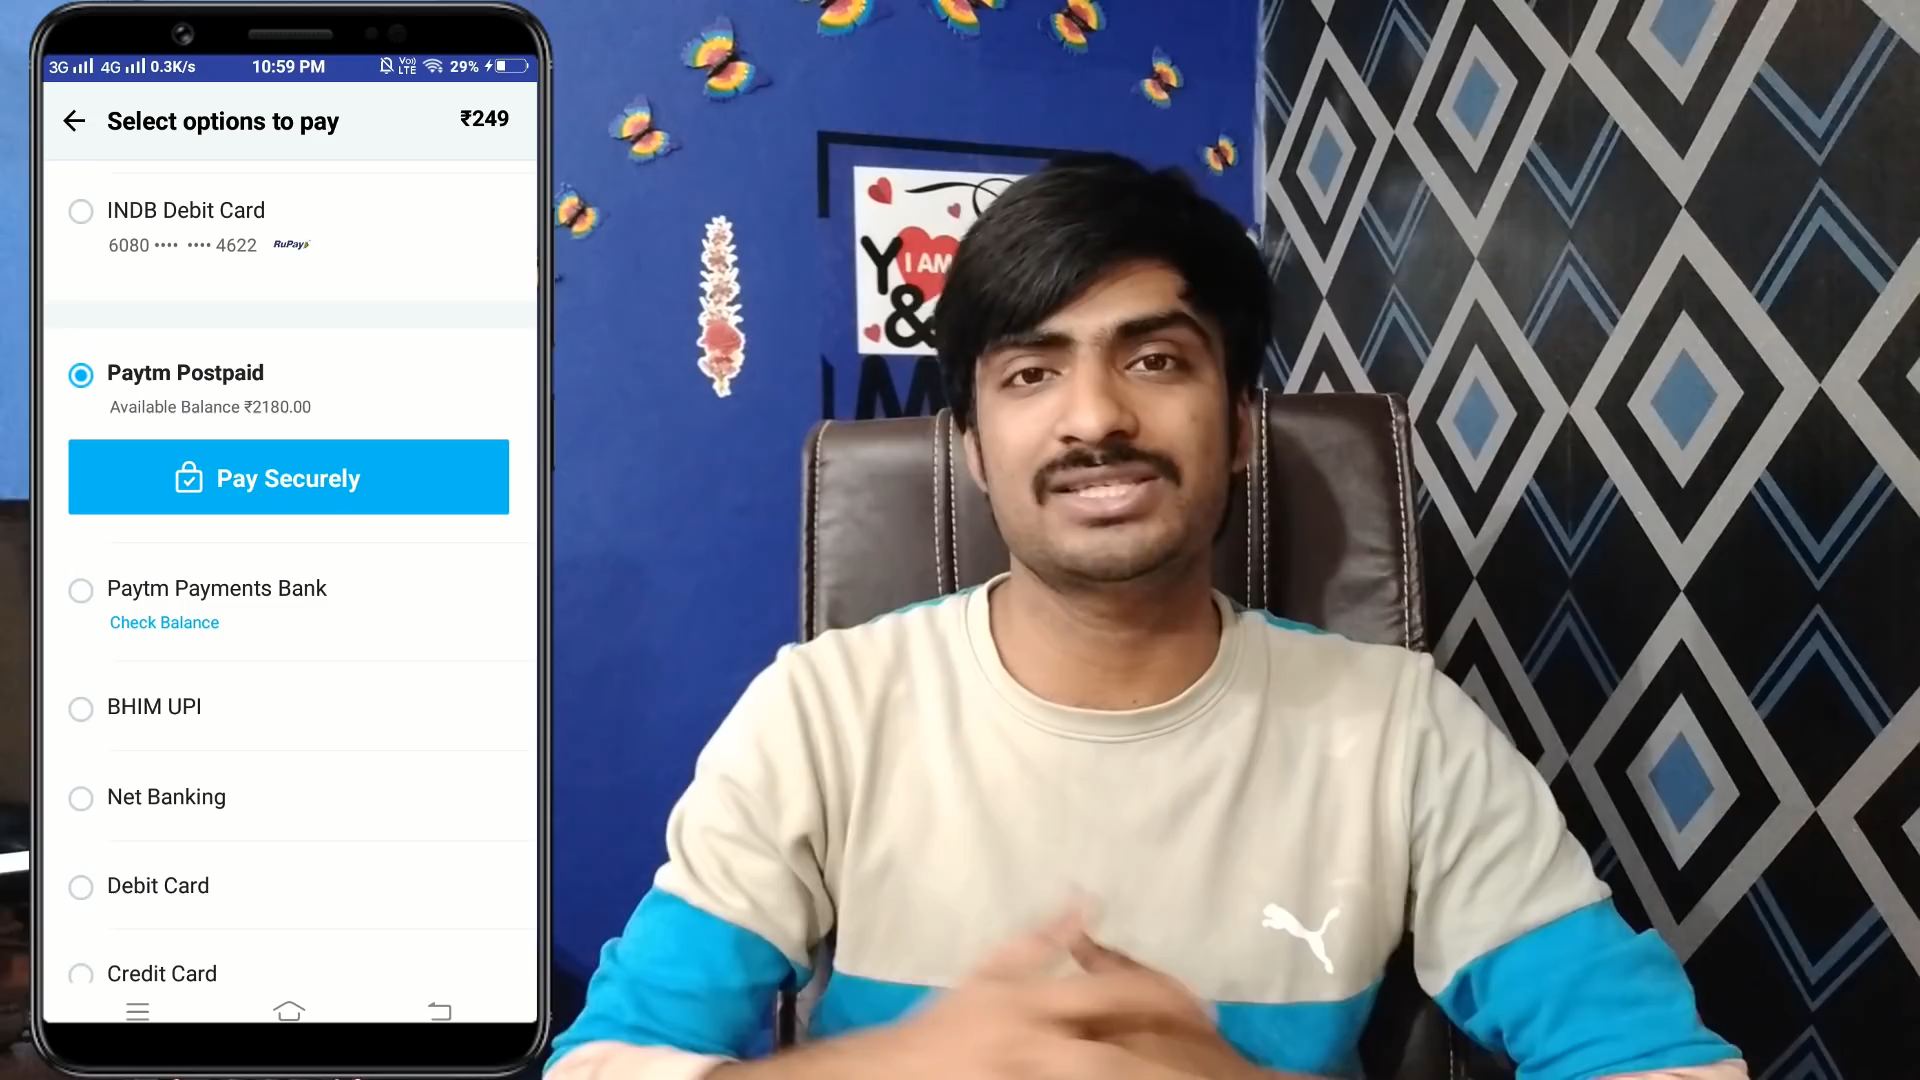 3G 4G 0.3K/s 10:59 PM Vo) LTE 29%
Select options to pay ₹249
INDB Debit Card
6080 •••• •••• 4622 RuPay
Paytm Postpaid
Available Balance ₹2180.00
Pay Securely
Paytm Payments Bank
Check Balance
BHIM UPI
Net Banking
Debit Card
Credit Card
Y
I AM
&